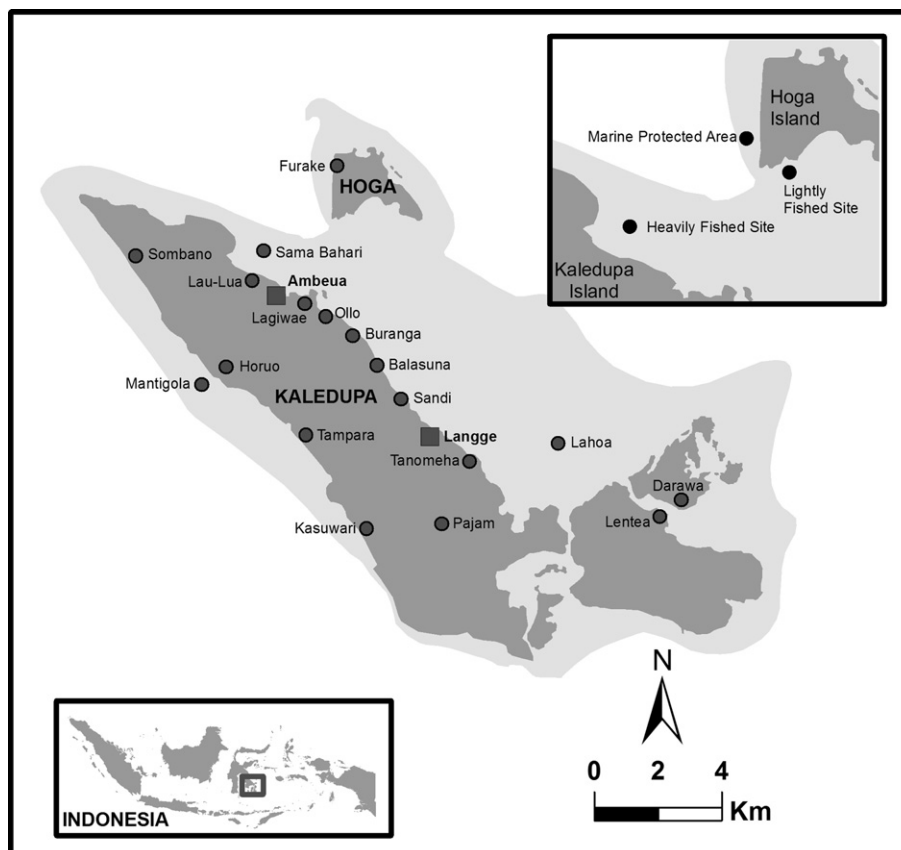 Hoga
Island
Marine Protected Area
Lightly
Fished Site
Heavily Fished Site
Kaledupa
Island
Furake
HOGA
Sombano
Sama Bahari
Lau-Lua
Ambeua
Lagiwae
Ollo
Buranga
Horuo
Balasuna
Mantigola
KALEDUPA
Sandi
Tampara
Langge
Lahoa
Tanomeha
Darawa
Lentea
Kasuwari
Pajam
N
0 2 4
Km
INDONESIA